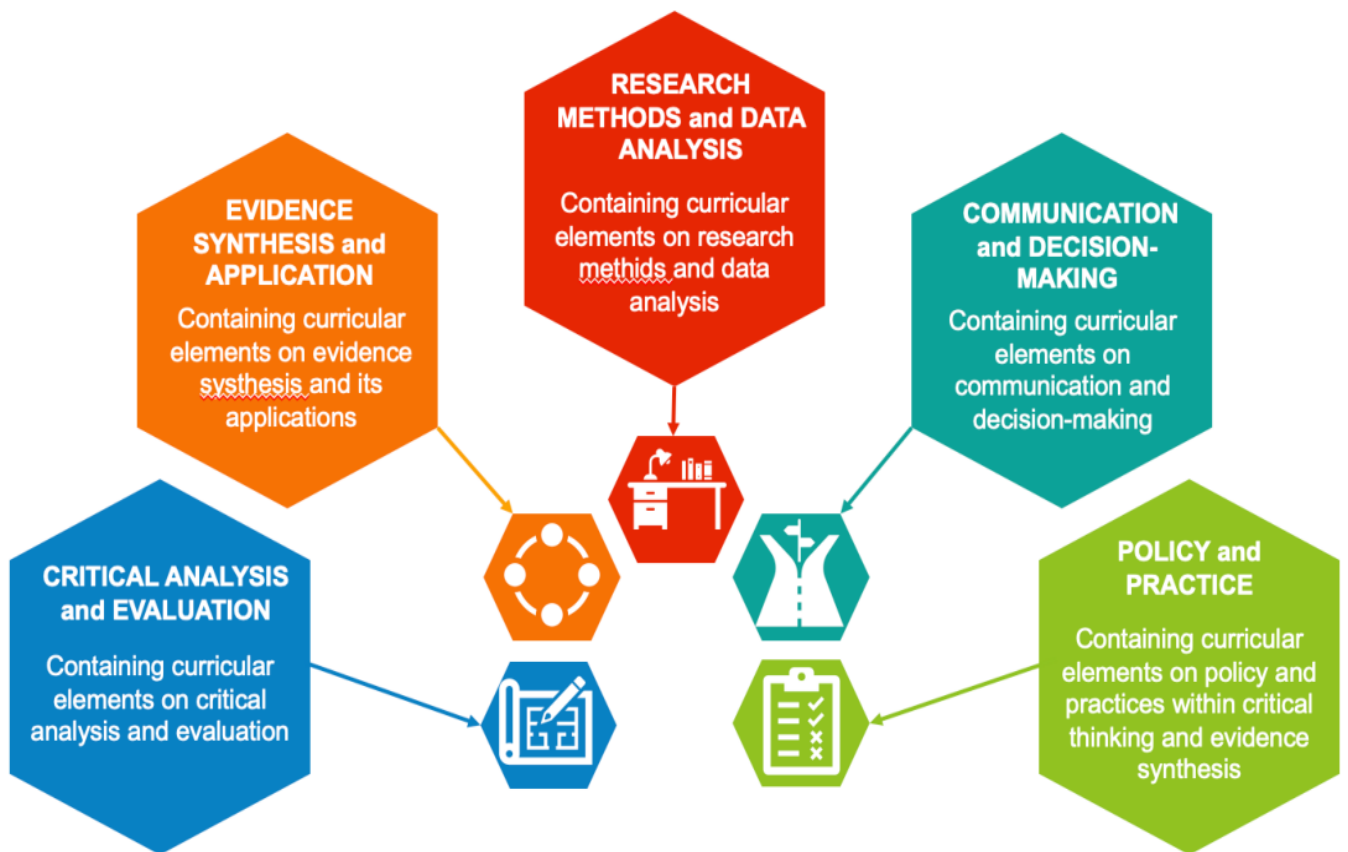 RESEARCH
METHODS and DATA
ANALYSIS
Containing curricular
elements on research
methids and data
analysis
EVIDENCE
SYNTHESIS and
APPLICATION
Containing curricular
elements on evidence
systhesis and its
applications
COMMUNICATION
and DECISION-
MAKING
Containing curricular
elements on
communication and
decision-making
CRITICAL ANALYSIS
and EVALUATION
Containing curricular
elements on critical
analysis and evaluation
POLICY and
PRACTICE
Containing curricular
elements on policy and
practices within critical
thinking and evidence
synthesis